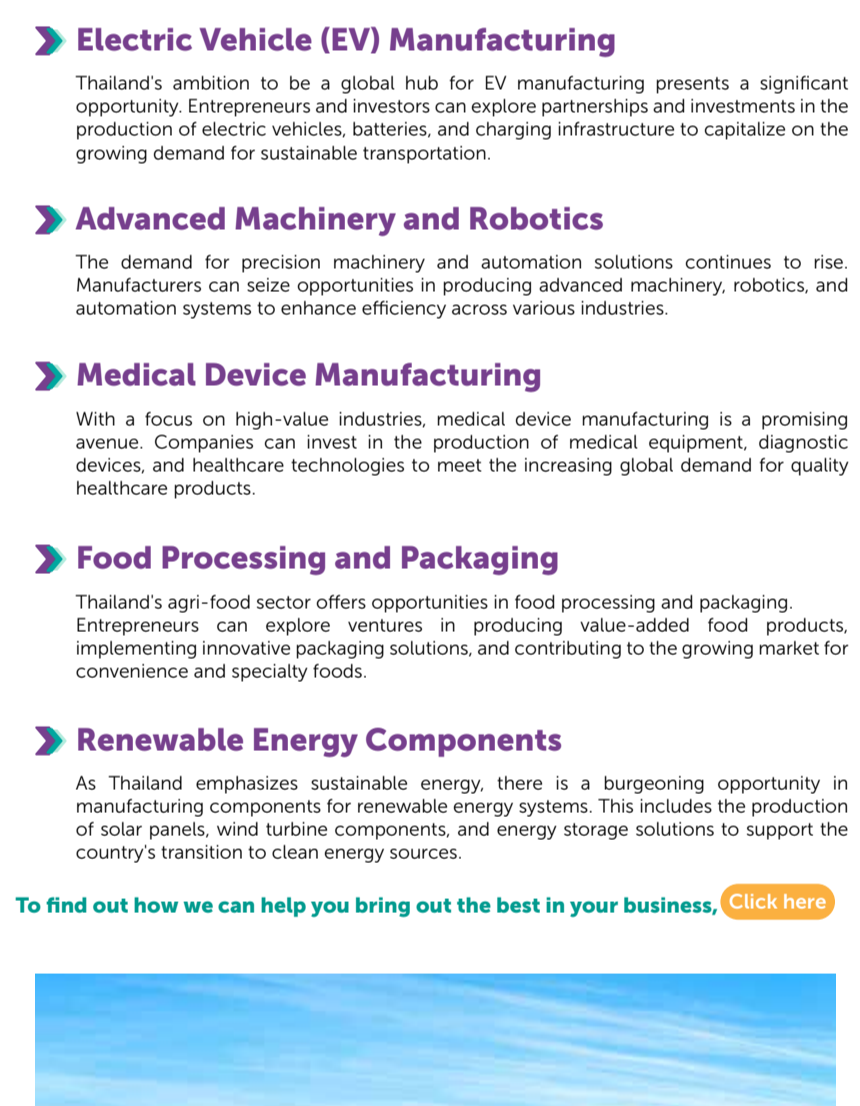 Electric Vehicle (EV) Manufacturing
Thailand's ambition to be a global hub for EV manufacturing presents a significant
opportunity. Entrepreneurs and investors can explore partnerships and investments in the
production of electric vehicles, batteries, and charging infrastructure to capitalize on the
growing demand for sustainable transportation.
Advanced Machinery and Robotics
The demand for precision machinery and automation solutions continues to rise.
Manufacturers can seize opportunities in producing advanced machinery, robotics, and
automation systems to enhance efficiency across various industries.
Medical Device Manufacturing
With a focus on high-value industries, medical device manufacturing is a promising
avenue. Companies can invest in the production of medical equipment, diagnostic
devices, and healthcare technologies to meet the increasing global demand for quality
healthcare products.
Food Processing and Packaging
Thailand's agri-food sector offers opportunities in food processing and packaging.
Entrepreneurs can explore ventures in producing value-added food products,
implementing innovative packaging solutions, and contributing to the growing market for
convenience and specialty foods.
Renewable Energy Components
As Thailand emphasizes sustainable energy, there is a burgeoning opportunity in
manufacturing components for renewable energy systems. This includes the production
of solar panels, wind turbine components, and energy storage solutions to support the
country's transition to clean energy sources.
To find out how we can help you bring out the best in your business, Click here